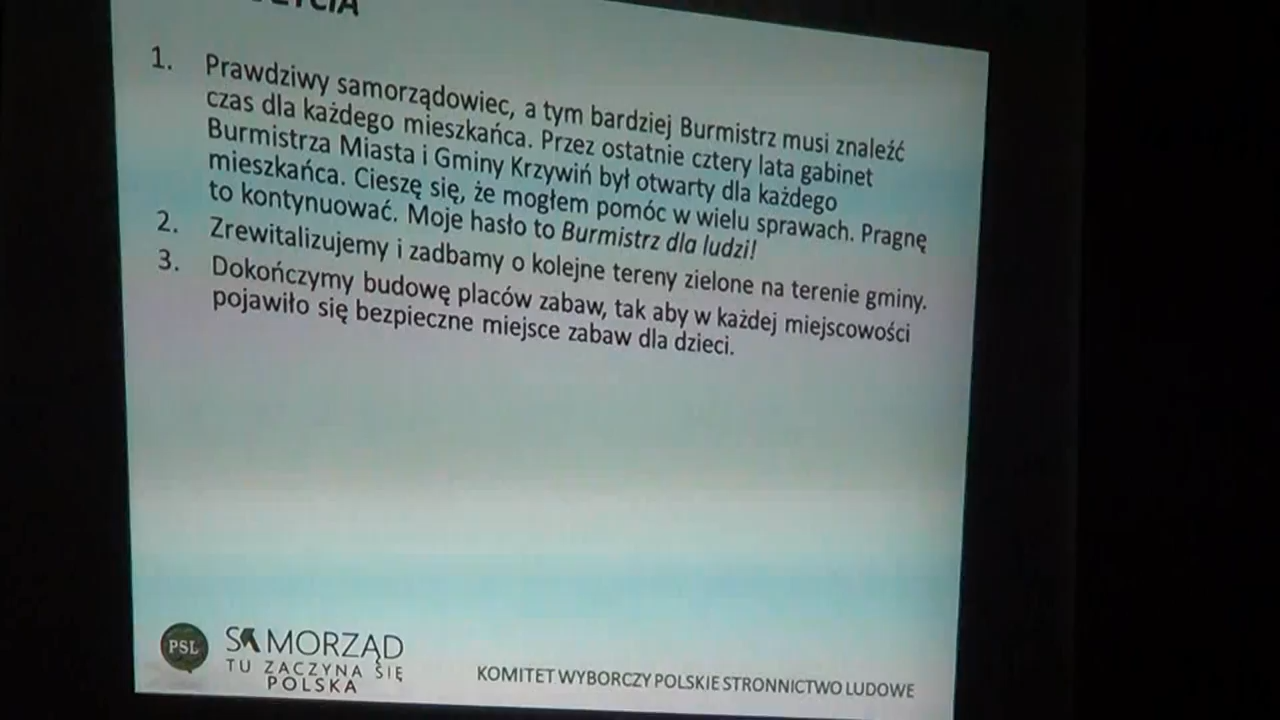 1. Prawdziwy samorządowiec, a tym bardziej Burmistrz musi znaleźć
czas dla każdego mieszkańca. Przez ostatnie cztery lata gabinet
Burmistrza Miasta i Gminy Krzywiń był otwarty dla każdego
mieszkańca. Cieszę się, że mogłem pomóc w wielu sprawach. Pragnę
to kontynuować. Moje hasło to Burmistrz dla ludzi!
2. Zrewitalizujemy i zadbamy o kolejne tereny zielone na terenie gminy.
3. Dokończymy budowę placów zabaw, tak aby w każdej miejscowości
pojawiło się bezpieczne miejsce zabaw dla dzieci.
PSL
SAMORZĄD
TU ZACZYNA SIĘ
POLSKA
KOMITET WYBORCZY POLSKIE STRONNICTWO LUDOWE